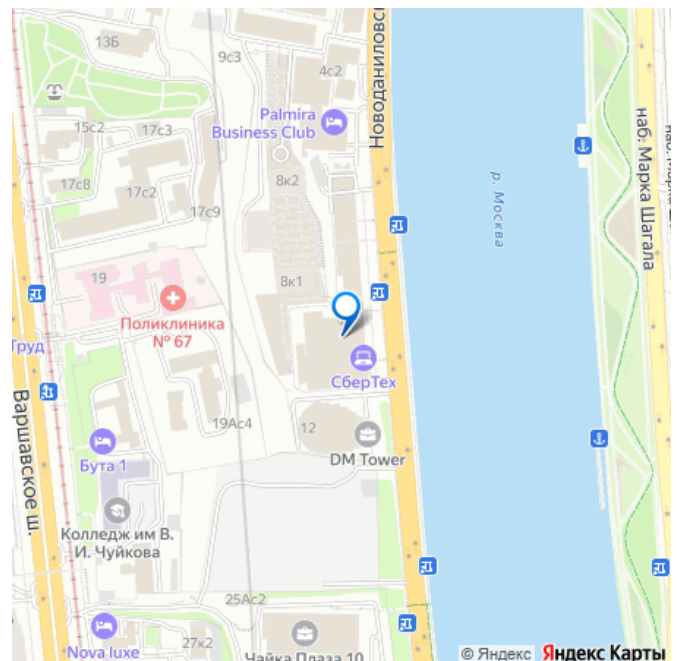 13Б
9с3
4с2
Новоданиловс
Palmira
Business Club
15с2
17с3
17с8
17с2
17с9
8к2
р. Москва
наб. Марка Шагала
19
8к1
Поликлиника
№ 67
Труд
СберТех
Варшавское ш.
19Ас4
12
DM Tower
Бута 1
Колледж им В.
И. Чуйкова
25Ас2
27к2
Nova luxe
Чайка Плаза 10
© Яндекс Яндекс Карты